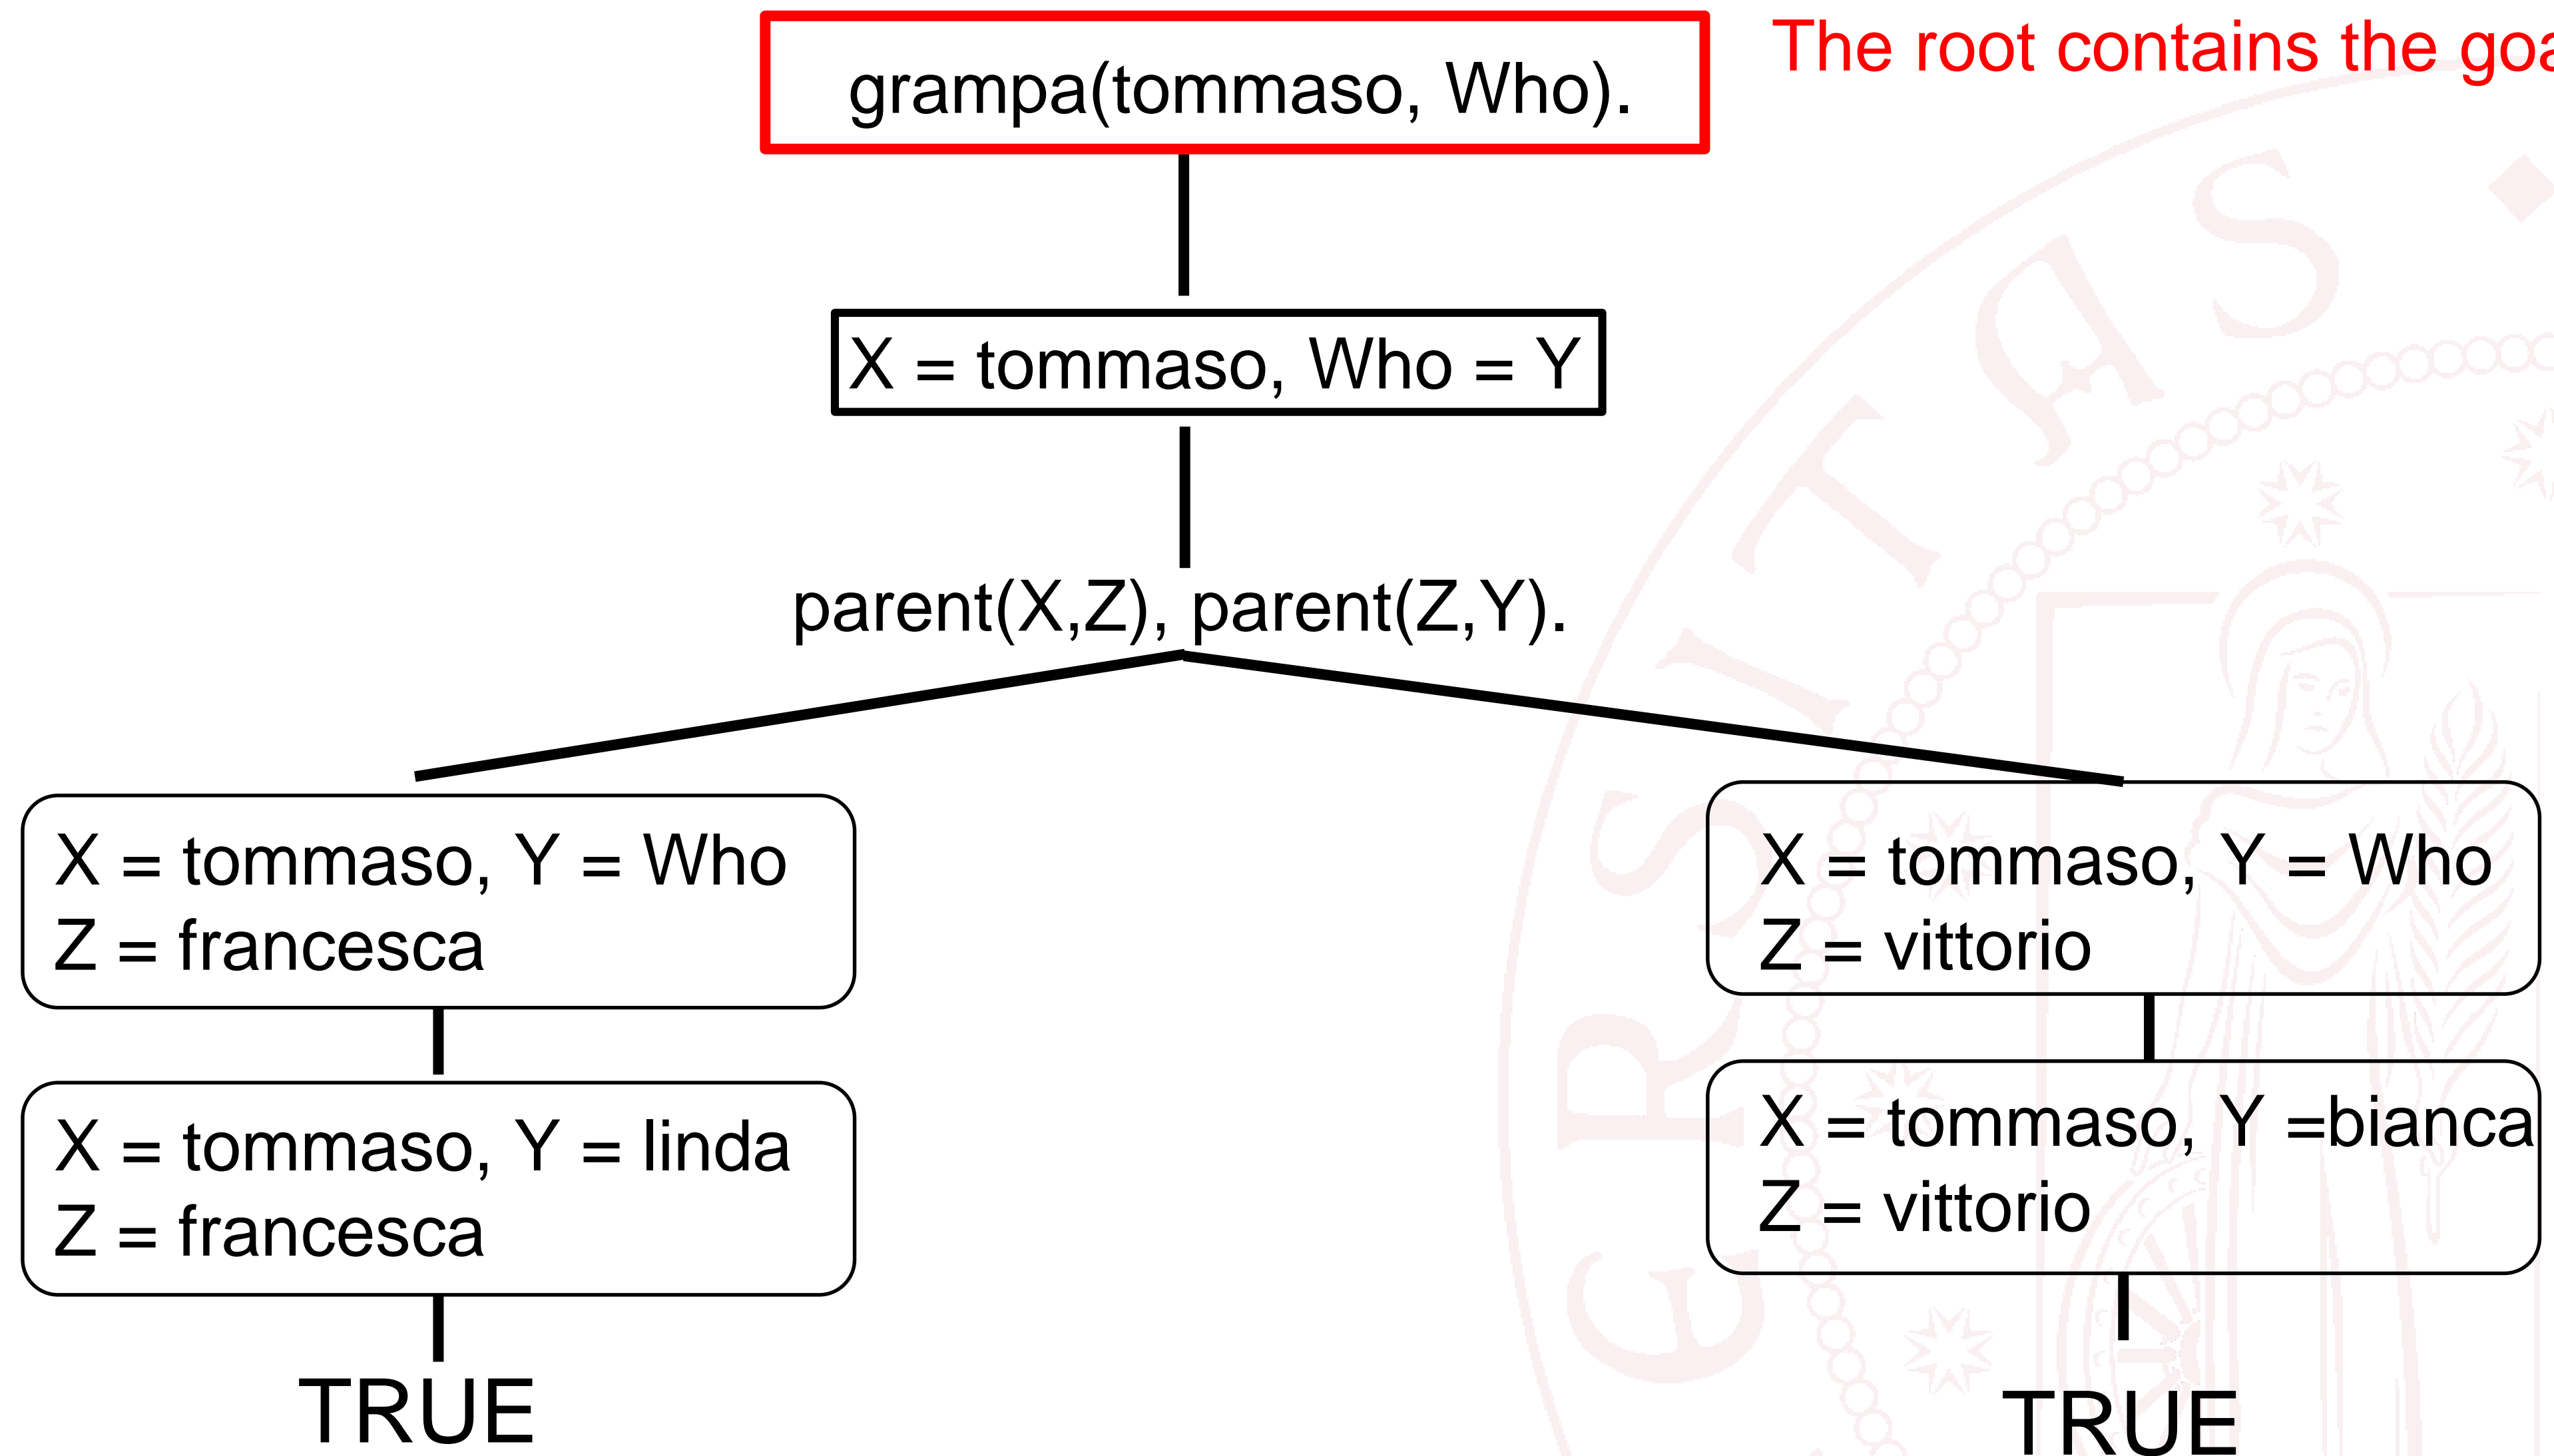 grampa(tommaso, Who).
The root contains the
X = tommaso, Who = Y
parent(X,Z), parent(Z,Y).
X = tommaso, Y = Who
Z = francesca
X = tommaso, Y = Who
Z = vittorio
X = tommaso, Y = linda
Z = francesca
X = tommaso, Y =bianca
Z = vittorio
TRUE
TRUE